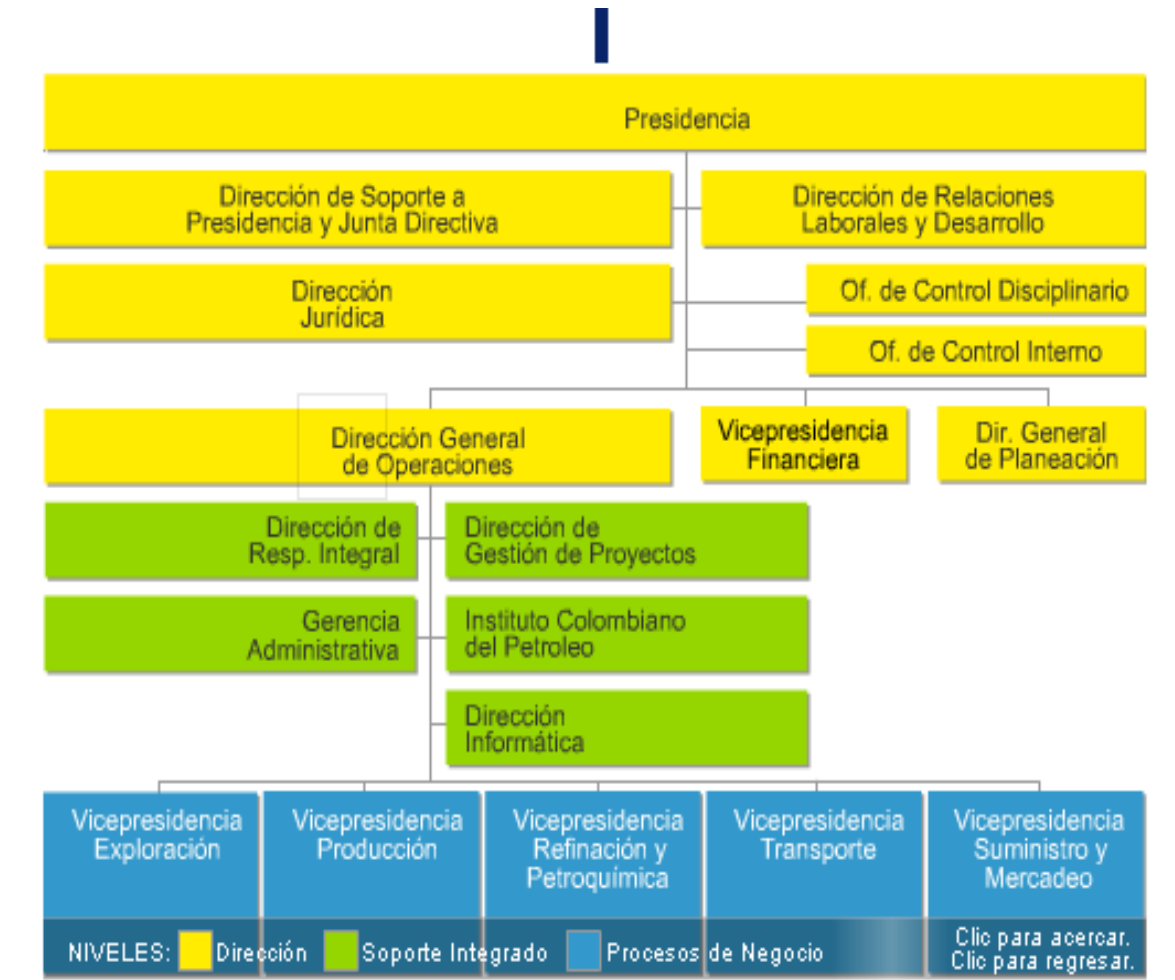 Presidencia
Dirección de Soporte a
Presidencia y Junta Directiva
Dirección de Relaciones
Laborales y Desarrollo
Dirección
Jurídica
Of. de Control Disciplinario
Of. de Control Interno
Dirección General
de Operaciones
Vicepresidencia
Financiera
Dir. General
de Planeación
Dirección de
Resp. Integral
Dirección de
Gestión de Proyectos
Gerencia
Administrativa
Instituto Colombiano
del Petroleo
Dirección
Informática
Vicepresidencia
Exploración
Vicepresidencia
Producción
Vicepresidencia
Refinación y
Petroquímica
Vicepresidencia
Transporte
Vicepresidencia
Suministro y
Mercadeo
NIVELES: Dirección Soporte Integrado Procesos de Negocio
Clic para acercar.
Clic para regresar.